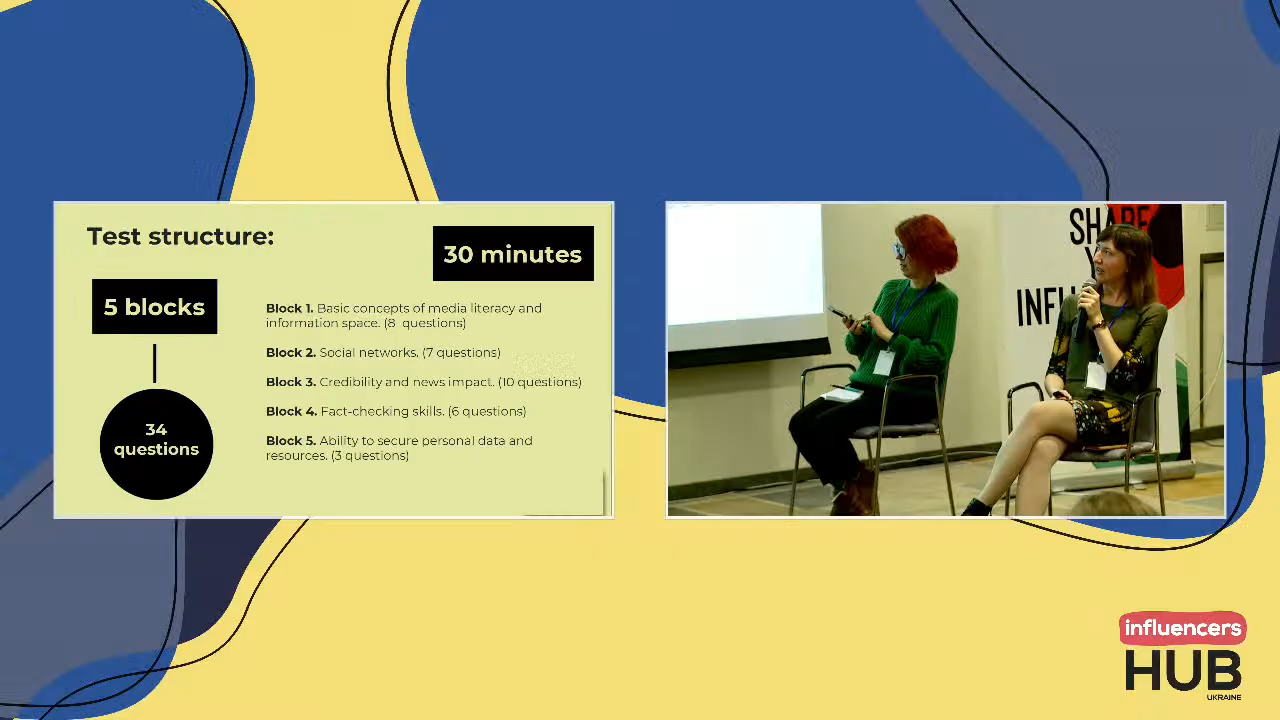 Test structure:
30 minutes
5 blocks
34
questions
Block 1. Basic concepts of media literacy and
information space. (8 questions)
Block 2. Social networks. (7 questions)
Block 3. Credibility and news impact. (10 questions)
Block 4. Fact-checking skills. (6 questions)
Block 5. Ability to secure personal data and
resources. (3 questions)
SHARE
Y
INFLU
influencers
HUB
UKRAINE